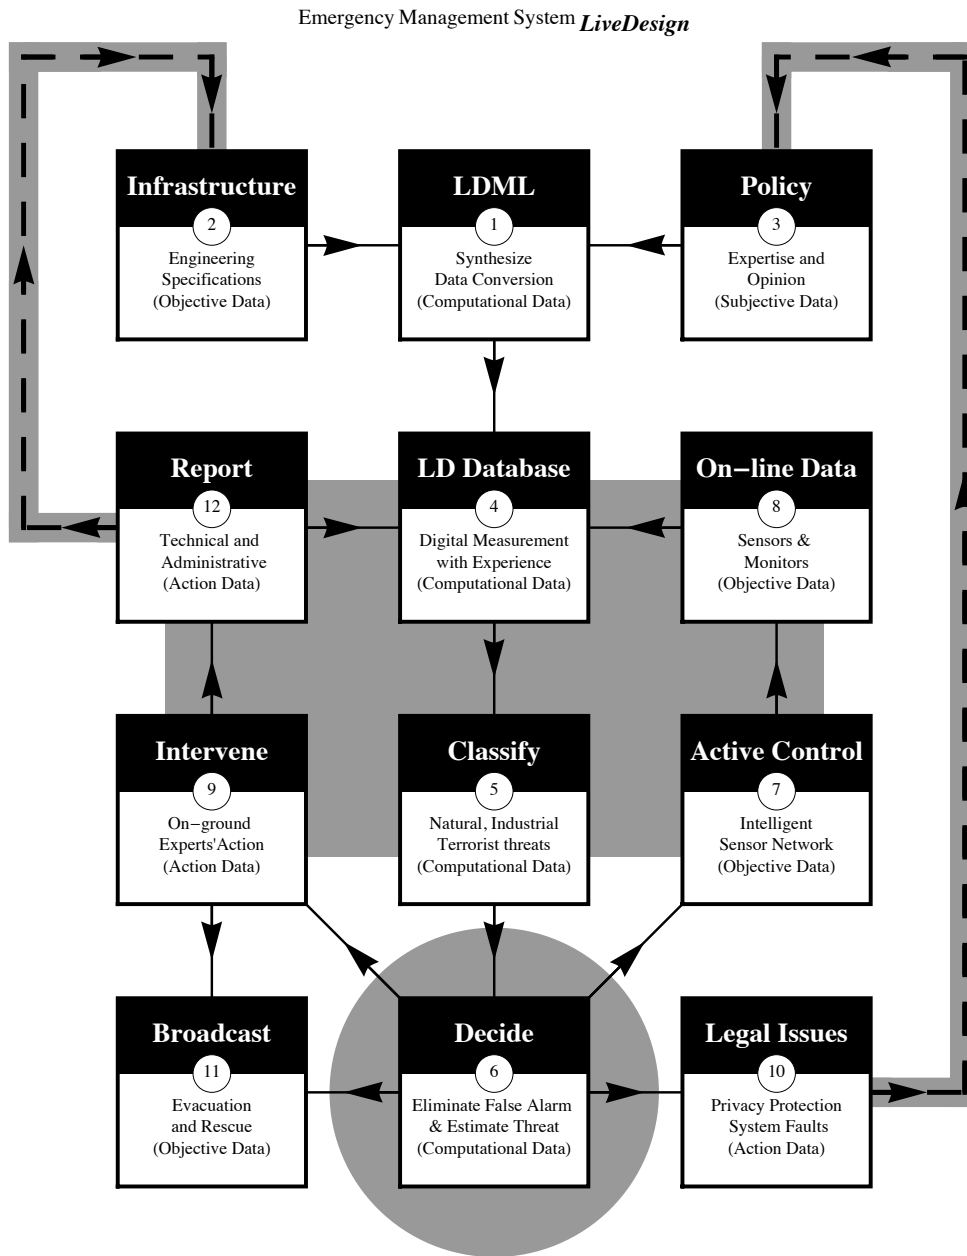 Emergency Management System LiveDesign
Infrastructure
2
Engineering
Specifications
(Objective Data)
LDML
1
Synthesize
Data Conversion
(Computational Data)
Policy
3
Expertise and
Opinion
(Subjective Data)
Report
12
Technical and
Administrative
(Action Data)
LD Database
4
Digital Measurement
with Experience
(Computational Data)
On−line Data
8
Sensors &
Monitors
(Objective Data)
Intervene
9
On−ground
Experts'Action
(Action Data)
Classify
5
Natural, Industrial
Terrorist threats
(Computational Data)
Active Control
7
Intelligent
Sensor Network
(Objective Data)
Broadcast
11
Evacuation
and Rescue
(Objective Data)
Decide
6
Eliminate False Alarm
& Estimate Threat
(Computational Data)
Legal Issues
10
Privacy Protection
System Faults
(Action Data)